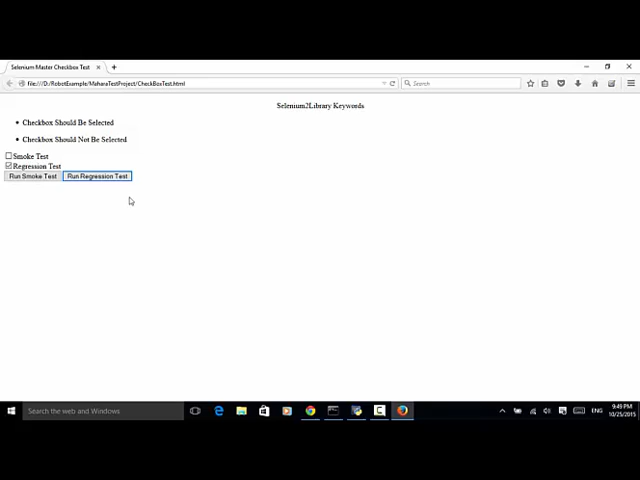 Selenium Master Checkbox Test
file:///D:/RobotExample/MaharaTestProject/CheckBoxTest.html
Search
Selenium2Library Keywords
Checkbox Should Be Selected
Checkbox Should Not Be Selected
Smoke Test
Regression Test
Run Smoke Test Run Regression Test
Search the web and Windows
ENG
9:49 PM
10/25/2015